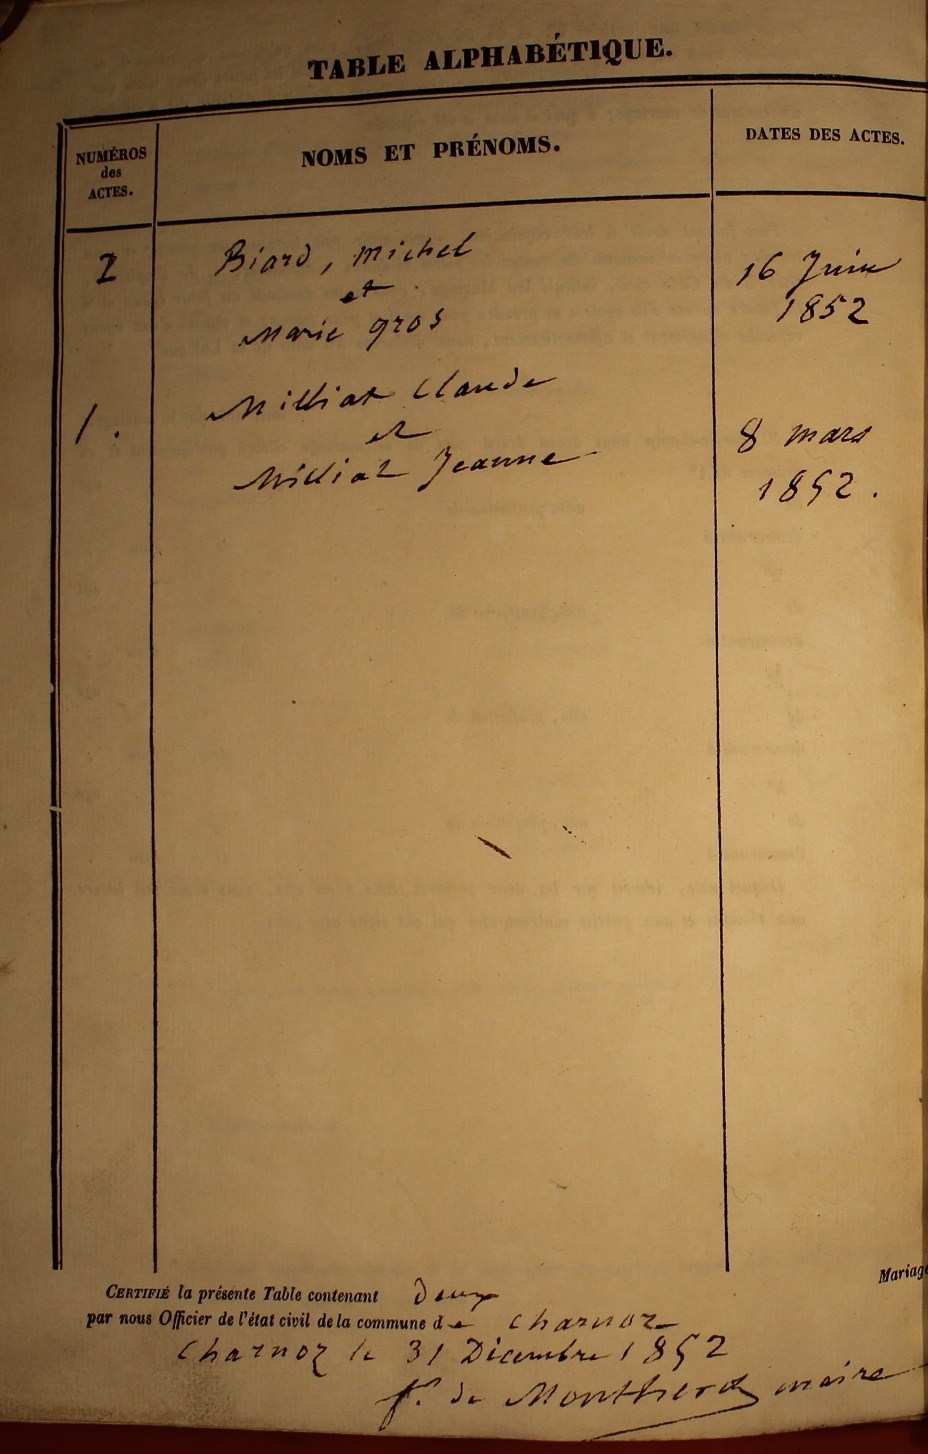 TABLE ALPHABÉTIQUE.
NUMÉROS
des
ACTES.
NOMS ET PRÉNOMS.
DATES DES ACTES.
2 Biard, Michel 16 Juin
et 1852
Marie gros
1. Milliat Claude 8 mars
et 1852.
Milliat Jeanne
Mariage
CERTIFIÉ la présente Table contenant deux
par nous Officier de l'état civil de la commune de Charnoz
Charnoz le 31 Décembre 1852
f. de Montherot maire